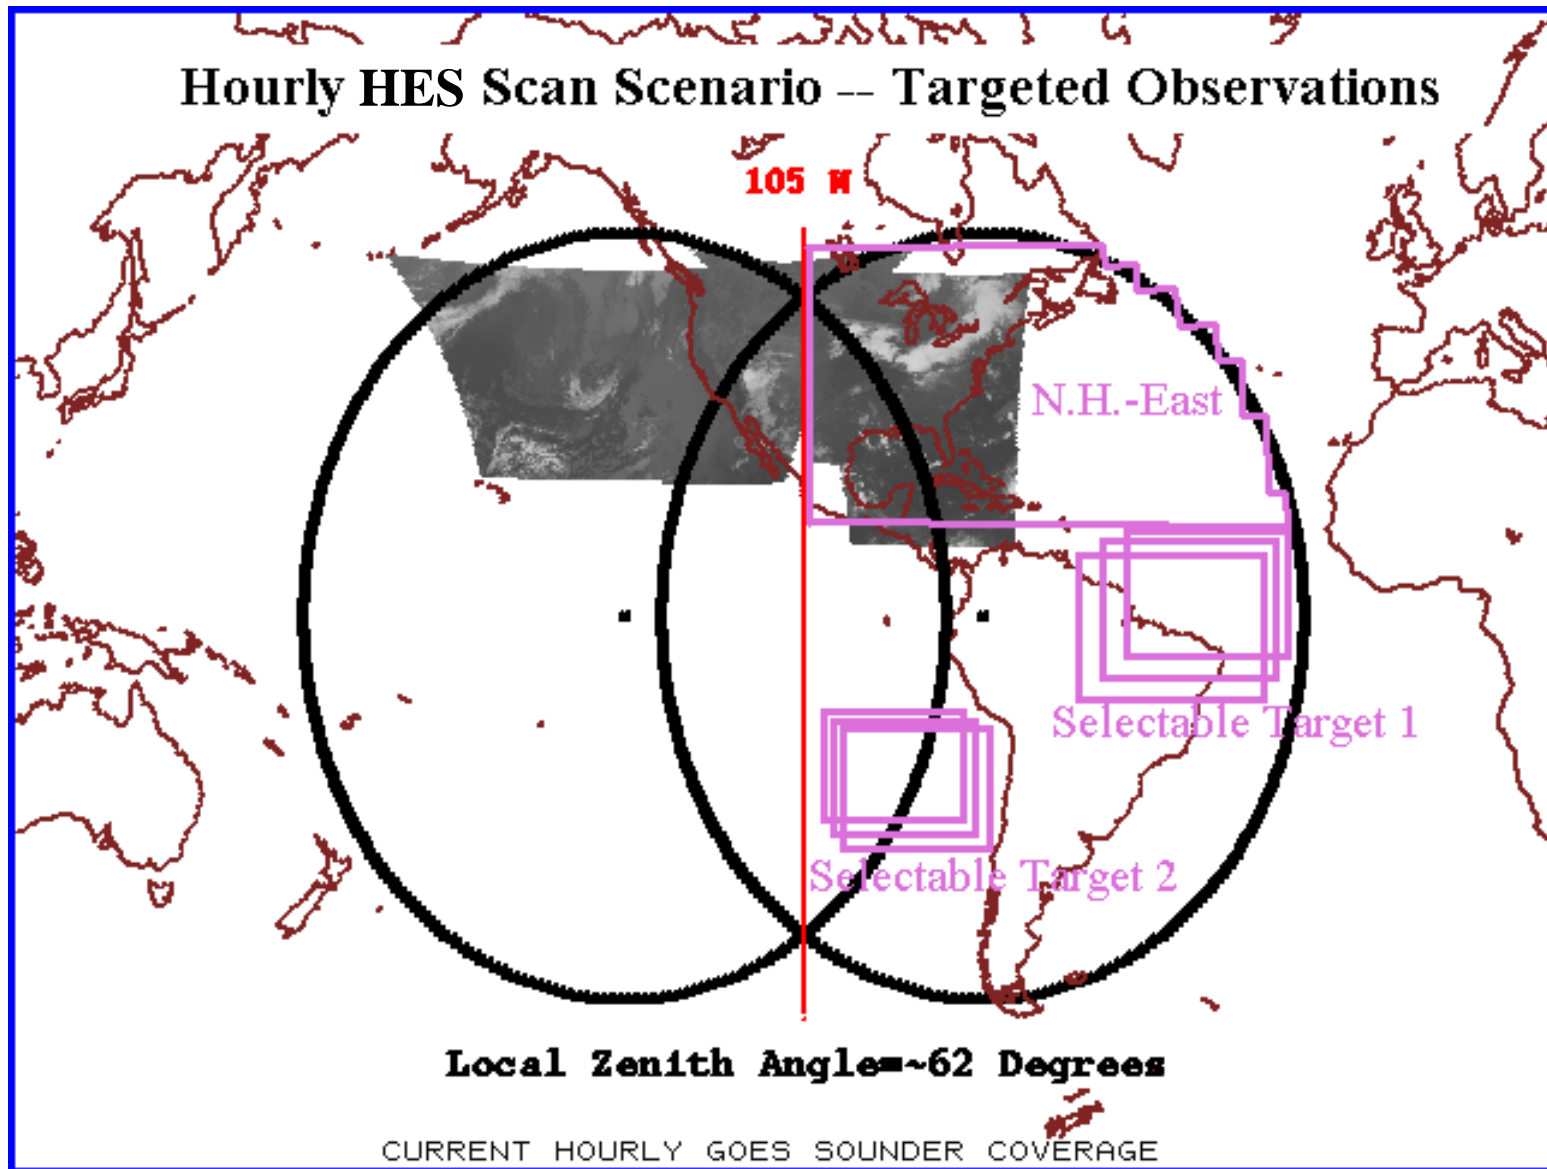 Hourly HES Scan Scenario -- Targeted Observations
105 W
N.H.-East
Selectable Target 1
Selectable Target 2
Local Zenith Angle=~62 Degrees
CURRENT HOURLY GOES SOUNDER COVERAGE